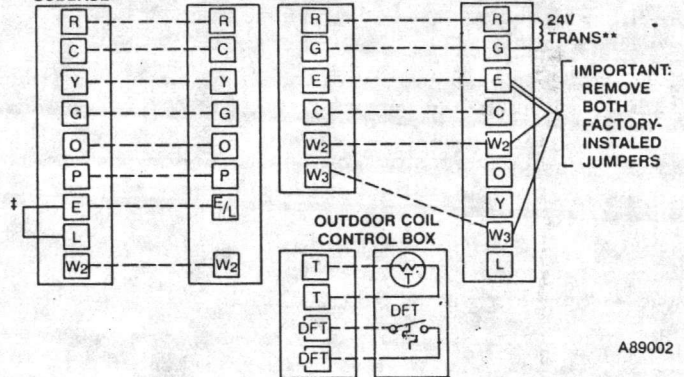 R
C
Y
G
O
P
‡
E
L
W2
R
C
Y
G
O
P
E/L
W2
R
G
E
C
W2
W3
R
G
E
C
W2
O
Y
W3
L
24V
TRANS**
IMPORTANT:
REMOVE
BOTH
FACTORY-
INSTALED
JUMPERS
OUTDOOR COIL
CONTROL BOX
T
T
DFT
DFT
T
DFT
A89002